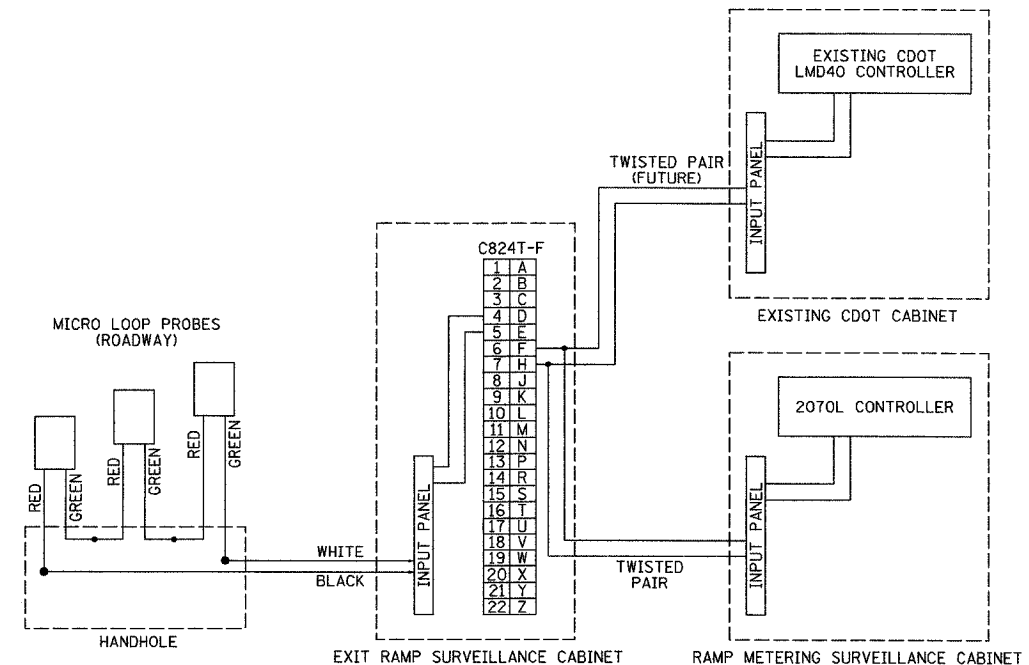 EXISTING CDOT
LMD40 CONTROLLER
INPUT PANEL
TWISTED PAIR
(FUTURE)
EXISTING CDOT CABINET
C824T-F
1 A
2 B
3 C
4 D
5 E
6 F
7 H
8 J
9 K
10 L
11 M
12 N
13 P
14 R
15 S
16 T
17 U
18 V
19 W
20 X
21 Y
22 Z
INPUT PANEL
MICRO LOOP PROBES
(ROADWAY)
RED
GREEN
RED
GREEN
RED
GREEN
WHITE
BLACK
HANDHOLE
EXIT RAMP SURVEILLANCE CABINET
2070L CONTROLLER
INPUT PANEL
TWISTED
PAIR
RAMP METERING SURVEILLANCE CABINET